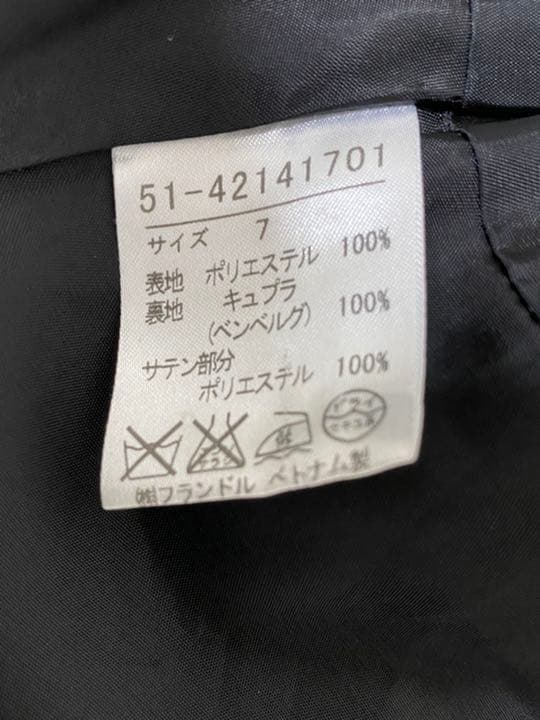 51-42141701
サイズ 7
表地 ポリエステル 100%
裏地 キュプラ 100%
(ベンベルグ)
サテン部分
ポリエステル 100%
ドライ
セキユ系
㈱フランドル ベトナム製